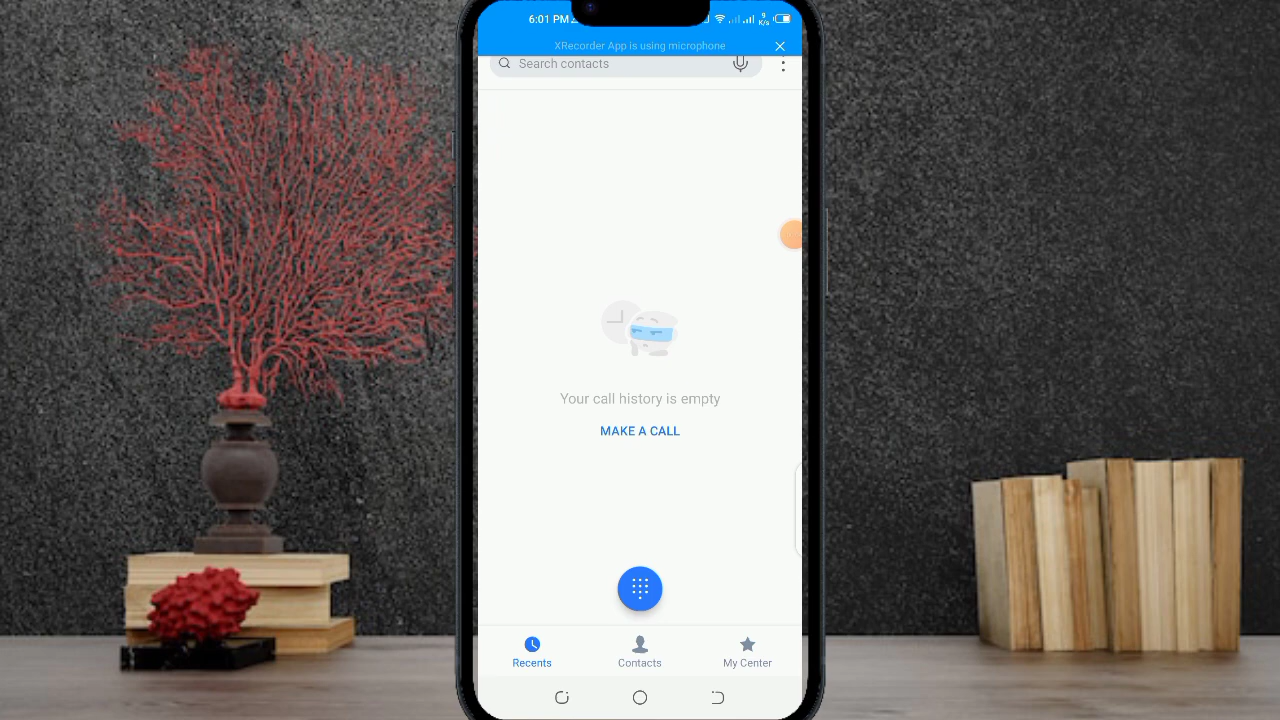 6:01 PM
9
K/s
XRecorder App is using microphone
Search contacts
Your call history is empty
MAKE A CALL
Recents
Contacts
My Center